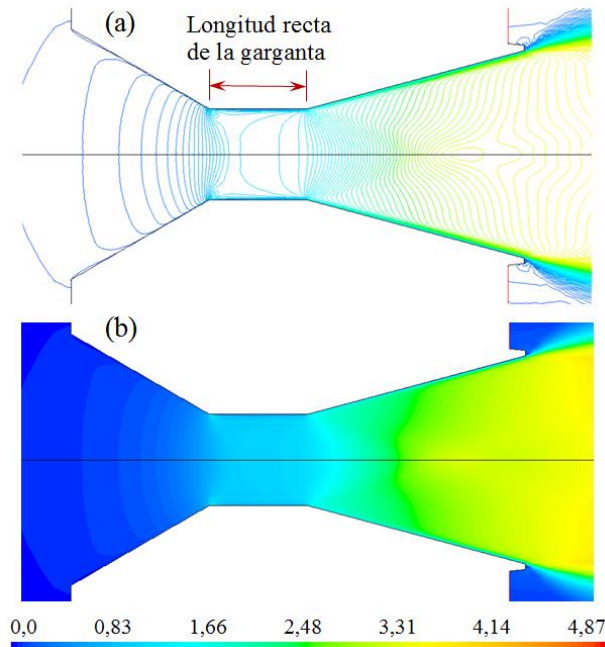 (a)
Longitud recta
de la garganta
(b)
0,0 0,83 1,66 2,48 3,31 4,14 4,87